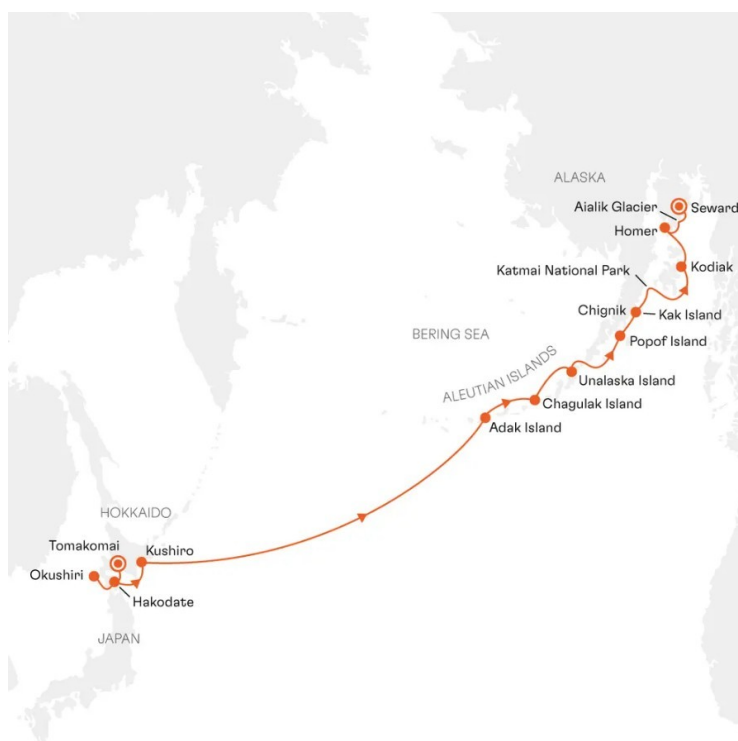 ALASKA
Aialik Glacier
Seward
Homer
Katmai National Park
Kodiak
Chignik
Kak Island
BERING SEA
Popof Island
ALEUTIAN ISLANDS
Unalaska Island
Chagulak Island
Adak Island
HOKKAIDO
Tomakomai
Kushiro
Okushiri
Hakodate
JAPAN